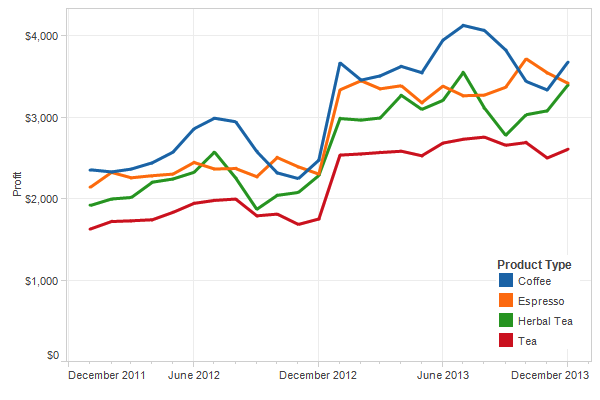 $4,000
$3,000
$2,000
$1,000
$0
Profit
Product Type
Coffee
Espresso
Herbal Tea
Tea
December 2011 June 2012 December 2012 June 2013 December 2013